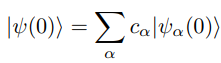 |ψ(0)⟩ = ∑_α c_α|ψ_α(0)⟩